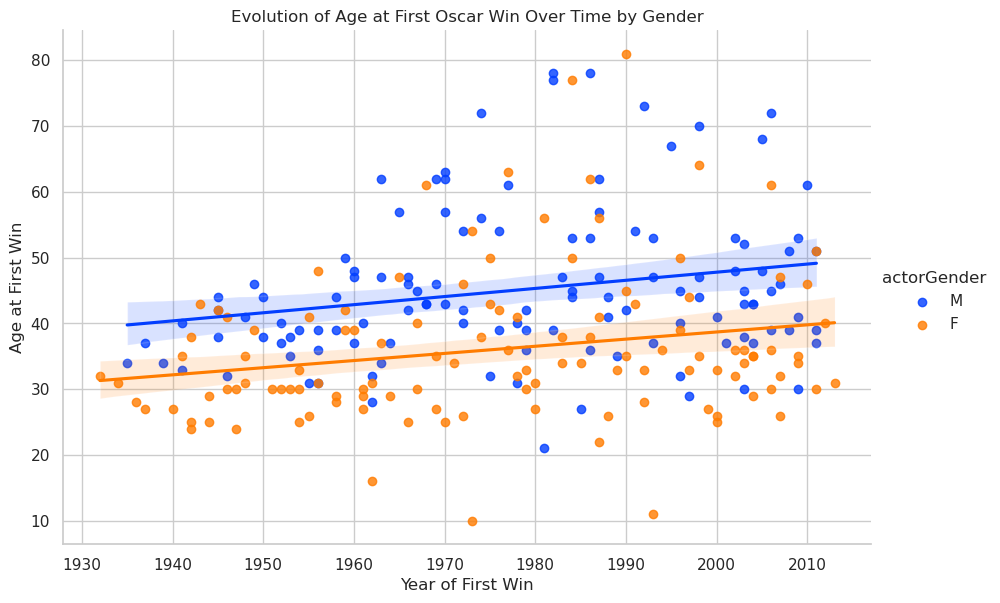 Evolution of Age at First Oscar Win Over Time by Gender
80
70
60
50
40
30
20
10
Age at First Win
1930 1940 1950 1960 1970 1980 1990 2000 2010
Year of First Win
actorGender
M
F